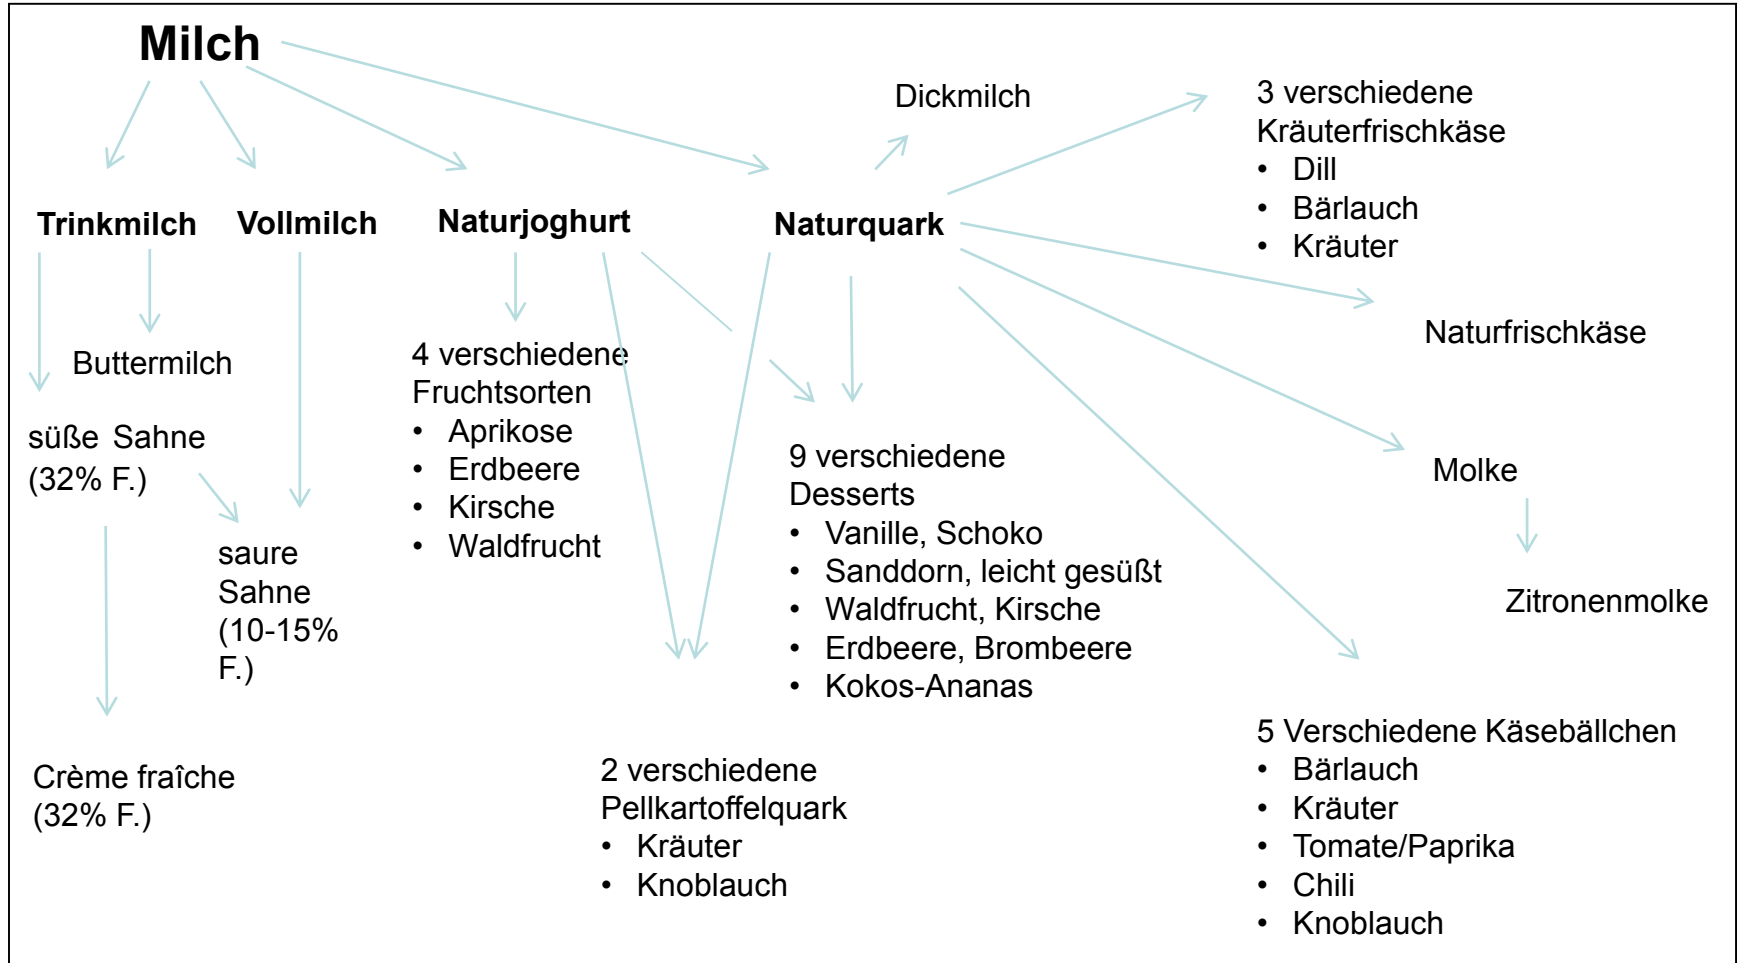 Milch
Trinkmilch
Vollmilch
Naturjoghurt
Naturquark
Dickmilch
3 verschiedene
Kräuterfrischkäse
• Dill
• Bärlauch
• Kräuter
Naturfrischkäse
Molke
Zitronenmolke
Buttermilch
süße Sahne
(32% F.)
saure
Sahne
(10-15%
F.)
Crème fraîche
(32% F.)
4 verschiedene
Fruchtsorten
• Aprikose
• Erdbeere
• Kirsche
• Waldfrucht
2 verschiedene
Pellkartoffelquark
• Kräuter
• Knoblauch
9 verschiedene
Desserts
• Vanille, Schoko
• Sanddorn, leicht gesüßt
• Waldfrucht, Kirsche
• Erdbeere, Brombeere
• Kokos-Ananas
5 Verschiedene Käsebällchen
• Bärlauch
• Kräuter
• Tomate/Paprika
• Chili
• Knoblauch